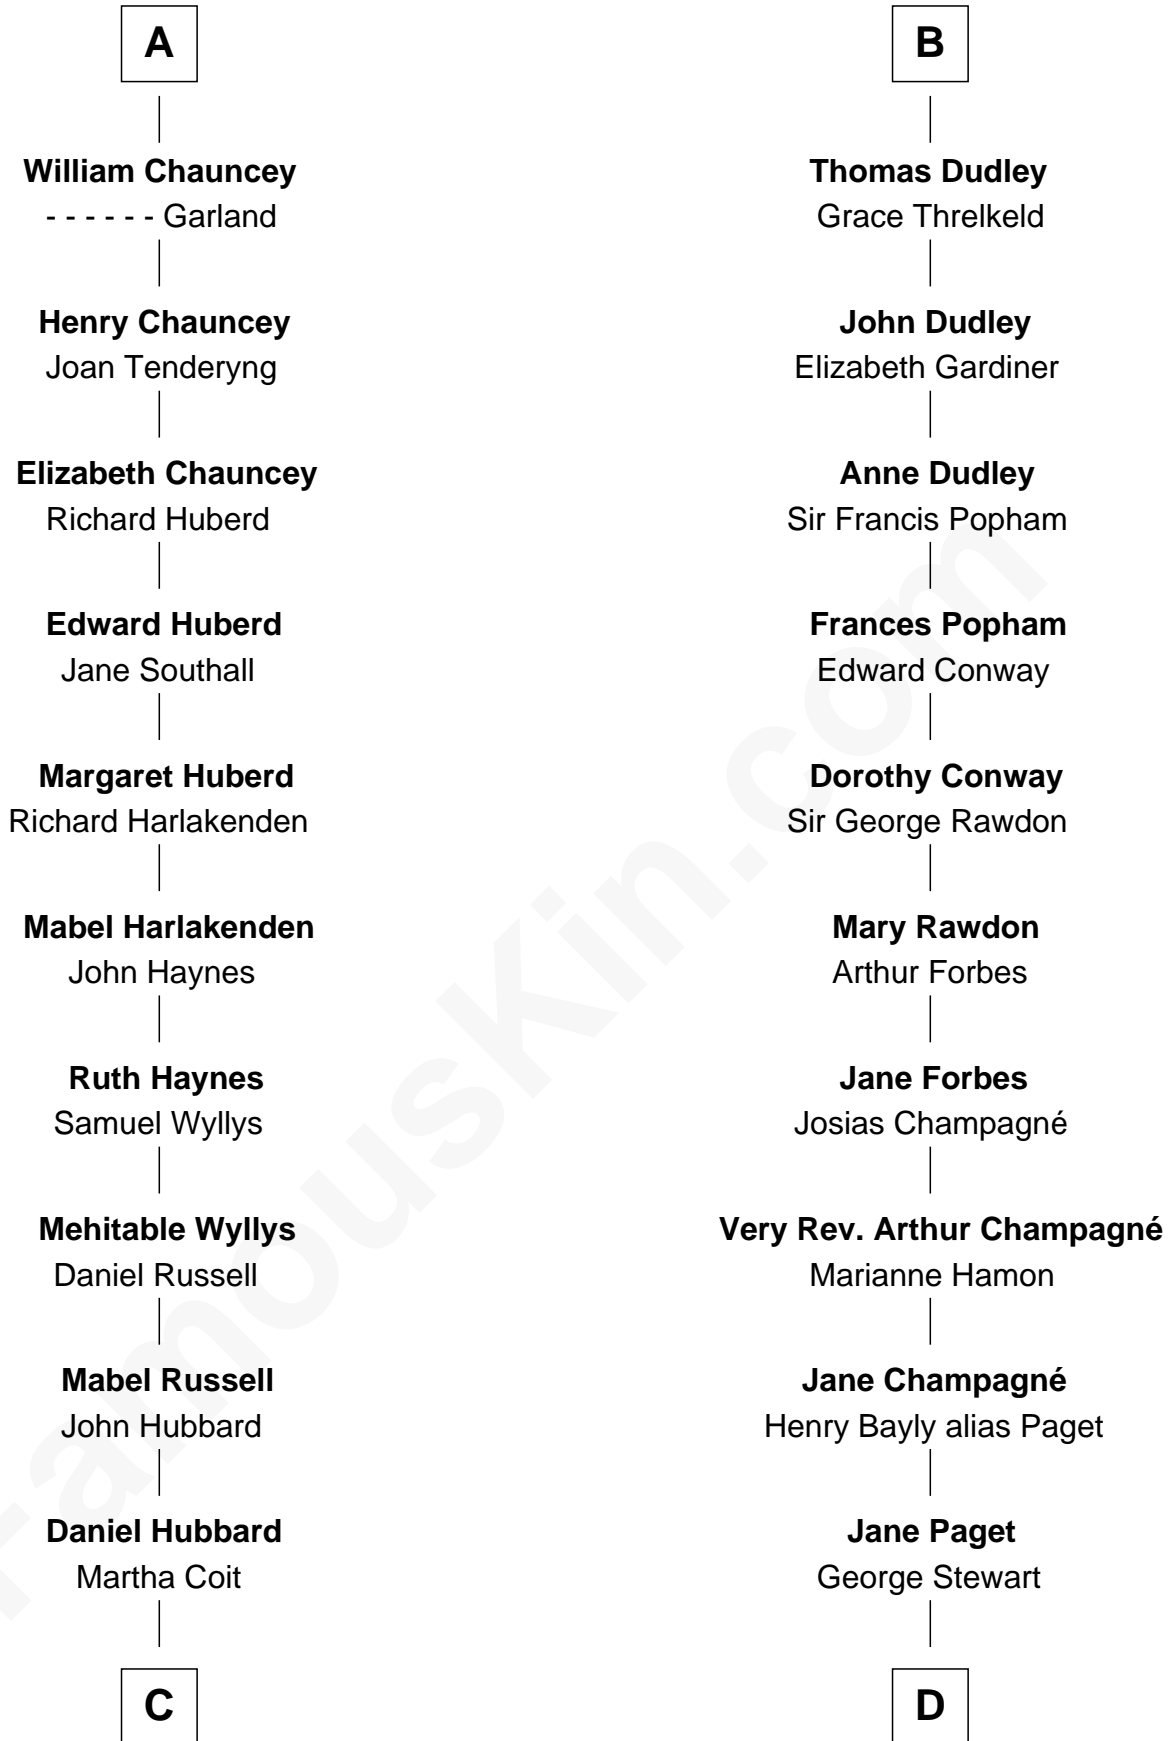 A
William Chauncey
- - - - - - Garland
Henry Chauncey
Joan Tenderyng
Elizabeth Chauncey
Richard Huberd
Edward Huberd
Jane Southall
Margaret Huberd
Richard Harlakenden
Mabel Harlakenden
John Haynes
Ruth Haynes
Samuel Wyllys
Mehitable Wyllys
Daniel Russell
Mabel Russell
John Hubbard
Daniel Hubbard
Martha Coit
C
B
Thomas Dudley
Grace Threlkeld
John Dudley
Elizabeth Gardiner
Anne Dudley
Sir Francis Popham
Frances Popham
Edward Conway
Dorothy Conway
Sir George Rawdon
Mary Rawdon
Arthur Forbes
Jane Forbes
Josias Champagné
Very Rev. Arthur Champagné
Marianne Hamon
Jane Champagné
Henry Bayly alias Paget
Jane Paget
George Stewart
D
FamousKin.com